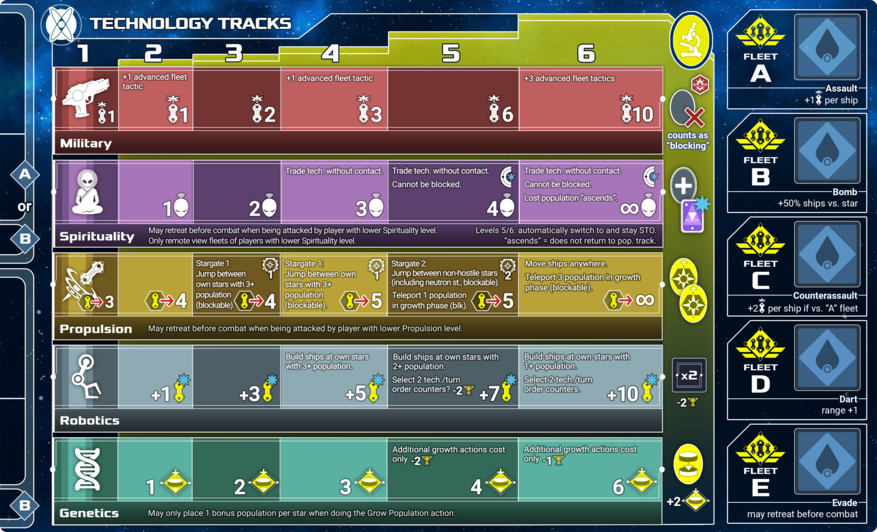 TECHNOLOGY TRACKS
1 2 3 4 5 6
A
or
B
B
+1 advanced fleet
tactic
+1 advanced fleet tactic
+3 advanced fleet tactics
1 1 2 3 6 10
Military
counts as
"blocking"
Trade tech. without contact.
Trade tech. without contact.
Cannot be blocked.
Trade tech. without contact.
Cannot be blocked.
Lost population "ascends".
1 2 3 4 ∞
Spirituality
May retreat before combat when being attacked by player with lower Spirituality level.
Only remote view fleets of players with lower Spirituality level.
Levels 5/6: automatically switch to and stay STO.
"ascends" = does not return to pop. track.
Stargate 1:
Jump between
own stars
with 3+
population
(blockable).
1
Stargate 1:
Jump between own
stars with 3+
population
(blockable).
1
Stargate 2:
Jump between non-hostile stars
(including neutron st., blockable).
Teleport 1 population
in growth phase (blk).
2
Move ships anywhere.
Teleport 3 population in growth
phase (blockable).
3 4 4 5 5 ∞
Propulsion
May retreat before combat when being attacked by player with lower Propulsion level.
Build ships at own stars
with 3+ population.
Build ships at own stars with
2+ population.
Select 2 tech./turn
order counters? -2
Build ships at own stars with
1+ population.
Select 2 tech./turn
order counters.
+1 +3 +5 +7 +10
Robotics
x2
-2
Additional growth actions cost
only -2
Additional growth actions cost
only -1
1 2 3 4 6
Genetics
May only place 1 bonus population per star when doing the Grow Population action.
+2
FLEET
A
Assault
+1 per ship
FLEET
B
Bomb
+50% ships vs. star
FLEET
C
Counterassault
+2 per ship if vs. "A" fleet
FLEET
D
Dart
range +1
FLEET
E
Evade
may retreat before combat